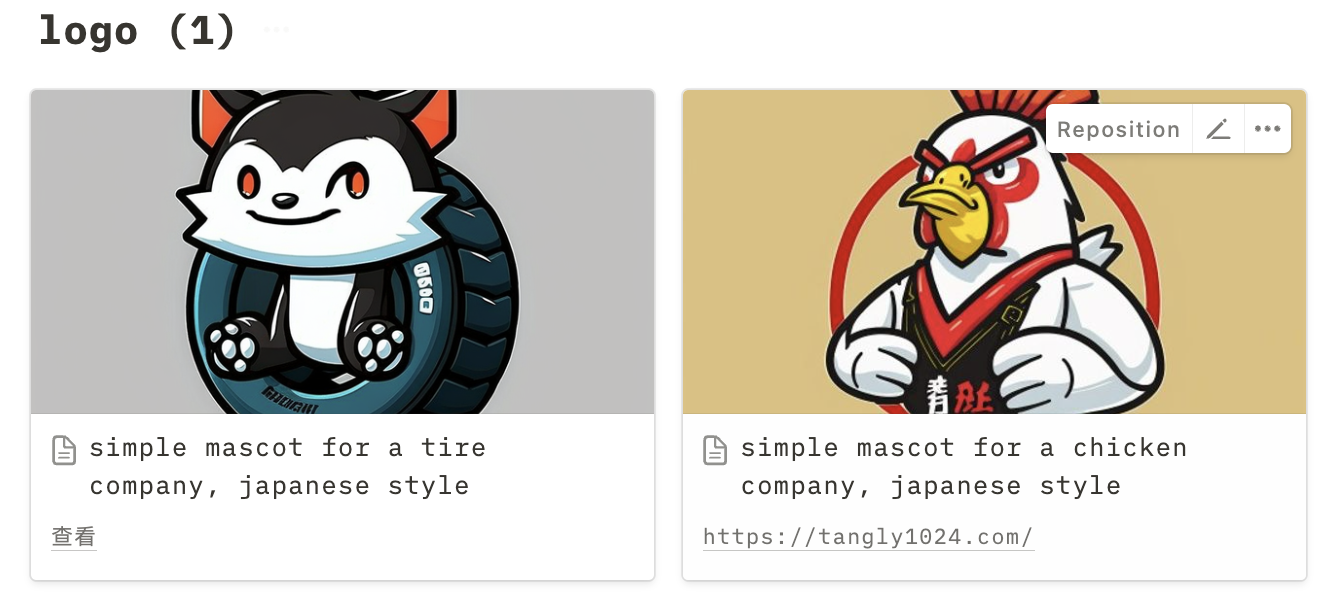 logo (1) ...
Reposition
simple mascot for a tire
company, japanese style
查看
simple mascot for a chicken
company, japanese style
https://tangly1024.com/